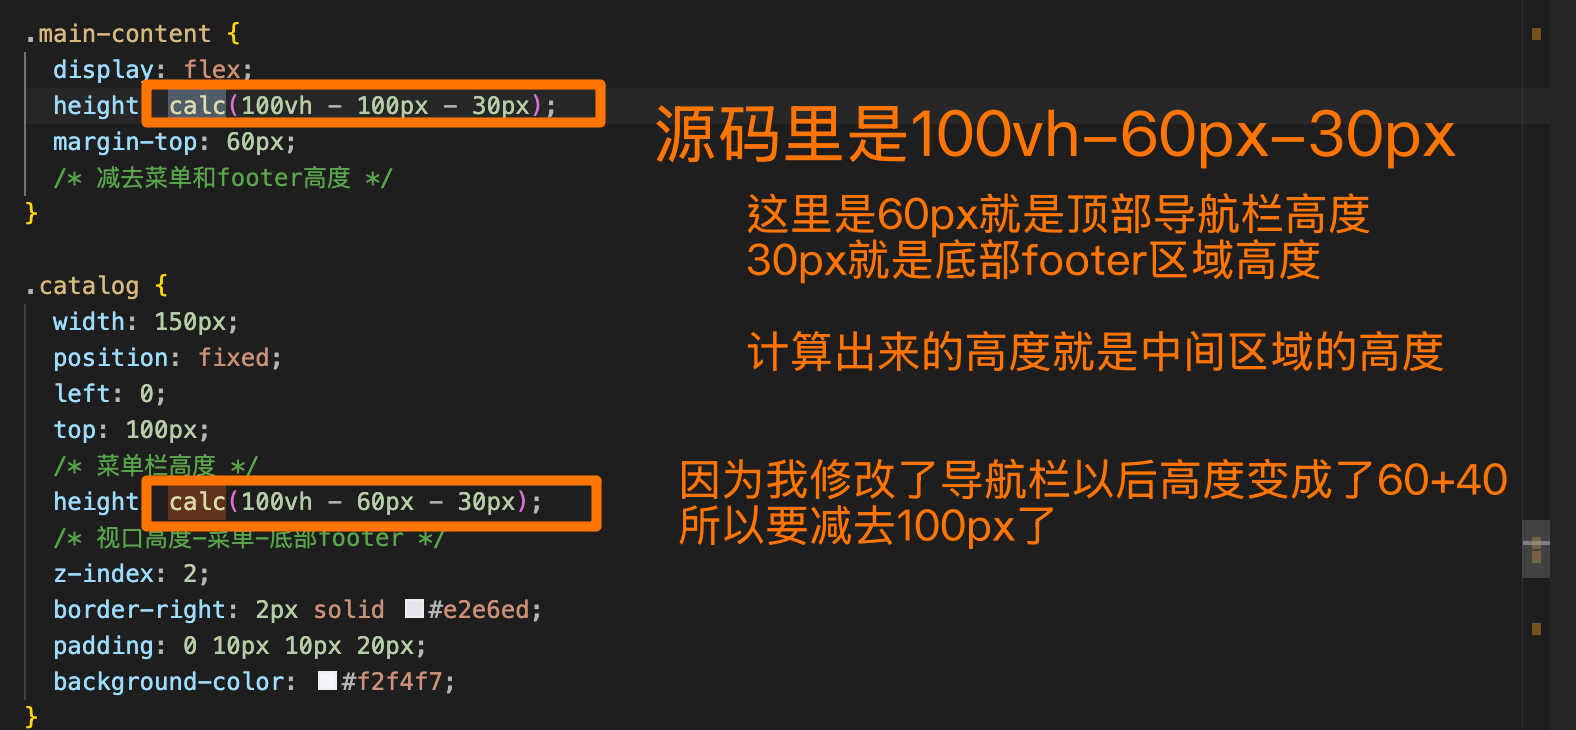 .main-content {
display: flex;
height calc(100vh - 100px - 30px);
源码里是100vh-60px-30px
margin-top: 60px;
/* 减去菜单和footer高度 */
这里是60px就是顶部导航栏高度
}
30px就是底部footer区域高度
.catalog {
width: 150px;
计算出来的高度就是中间区域的高度
position: fixed;
left: 0;
top: 100px;
/* 菜单栏高度 */
因为我修改了导航栏以后高度变成了60+40
height calc(100vh - 60px - 30px);
所以要减去100px了
/* 视口高度-菜单-底部footer */
z-index: 2;
border-right: 2px solid #e2e6ed;
padding: 0 10px 10px 20px;
background-color: #f2f4f7;
}